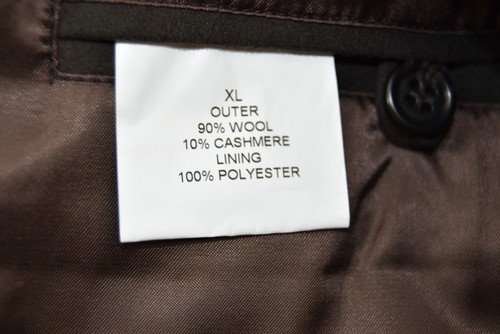 XL
OUTER
90% WOOL
10% CASHMERE
LINING
100% POLYESTER